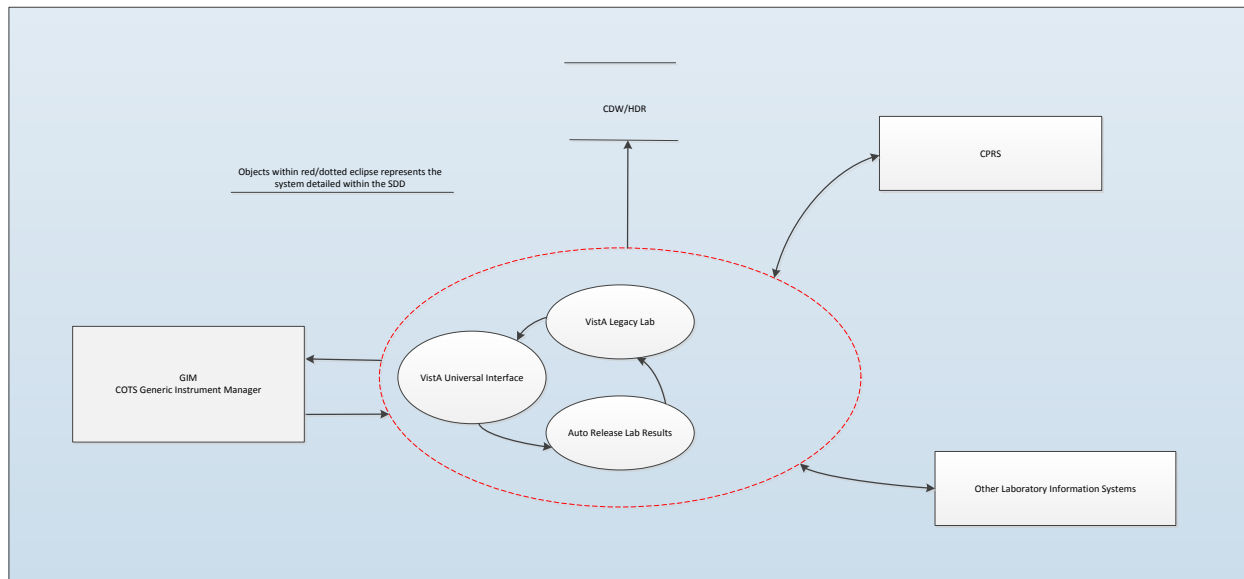 CDW/HDR
CPRS
Objects within red/dotted eclipse represents the
system detailed within the SDD
VistA Legacy Lab
GIM
COTS Generic Instrument Manager
VistA Universal Interface
Auto Release Lab Results
Other Laboratory Information Systems